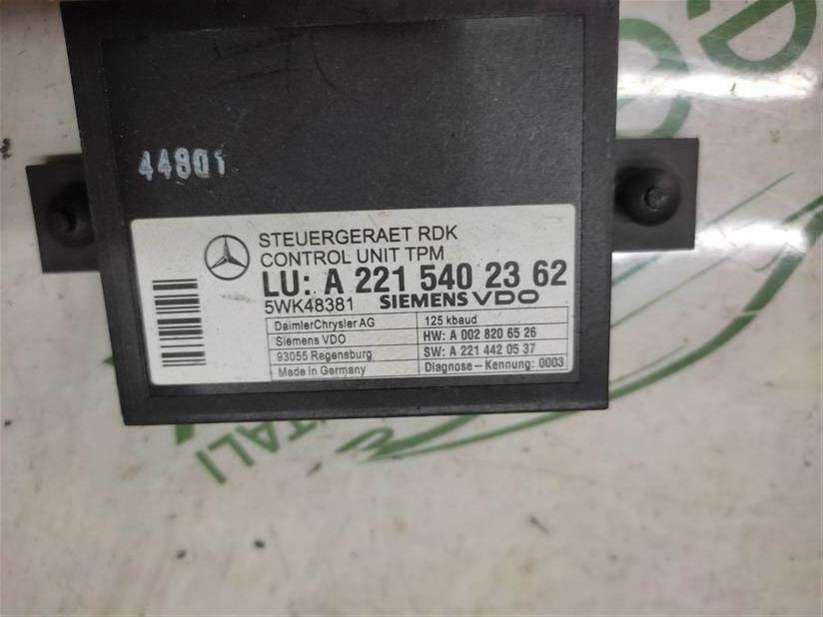 44801
STEUERGERAET RDK
CONTROL UNIT TPM
LU: A 221 540 23 62
5WK48381 SIEMENS VDO
DaimlerChrysler AG
Siemens VDO
93055 Regensburg
Made in Germany
125 kbaud
HW: A 002 820 65 26
SW: A 221 442 05 37
Diagnose - Kennung: 0003
TALI